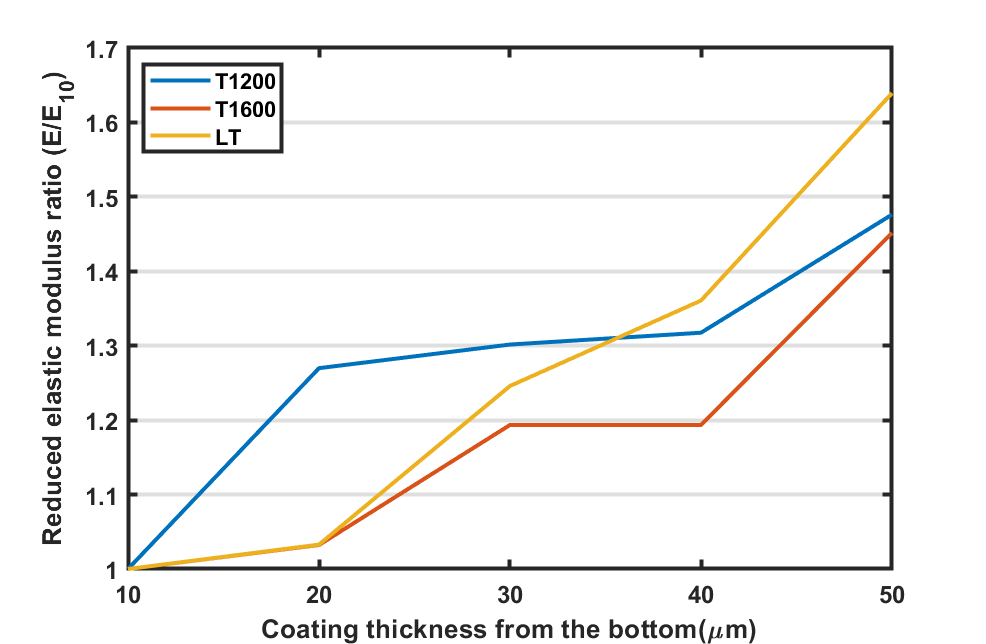 1.7
1.6
1.5
1.4
1.3
1.2
1.1
1
Reduced elastic modulus ratio (E/E10)
T1200
T1600
LT
10 20 30 40 50
Coating thickness from the bottom(μm)